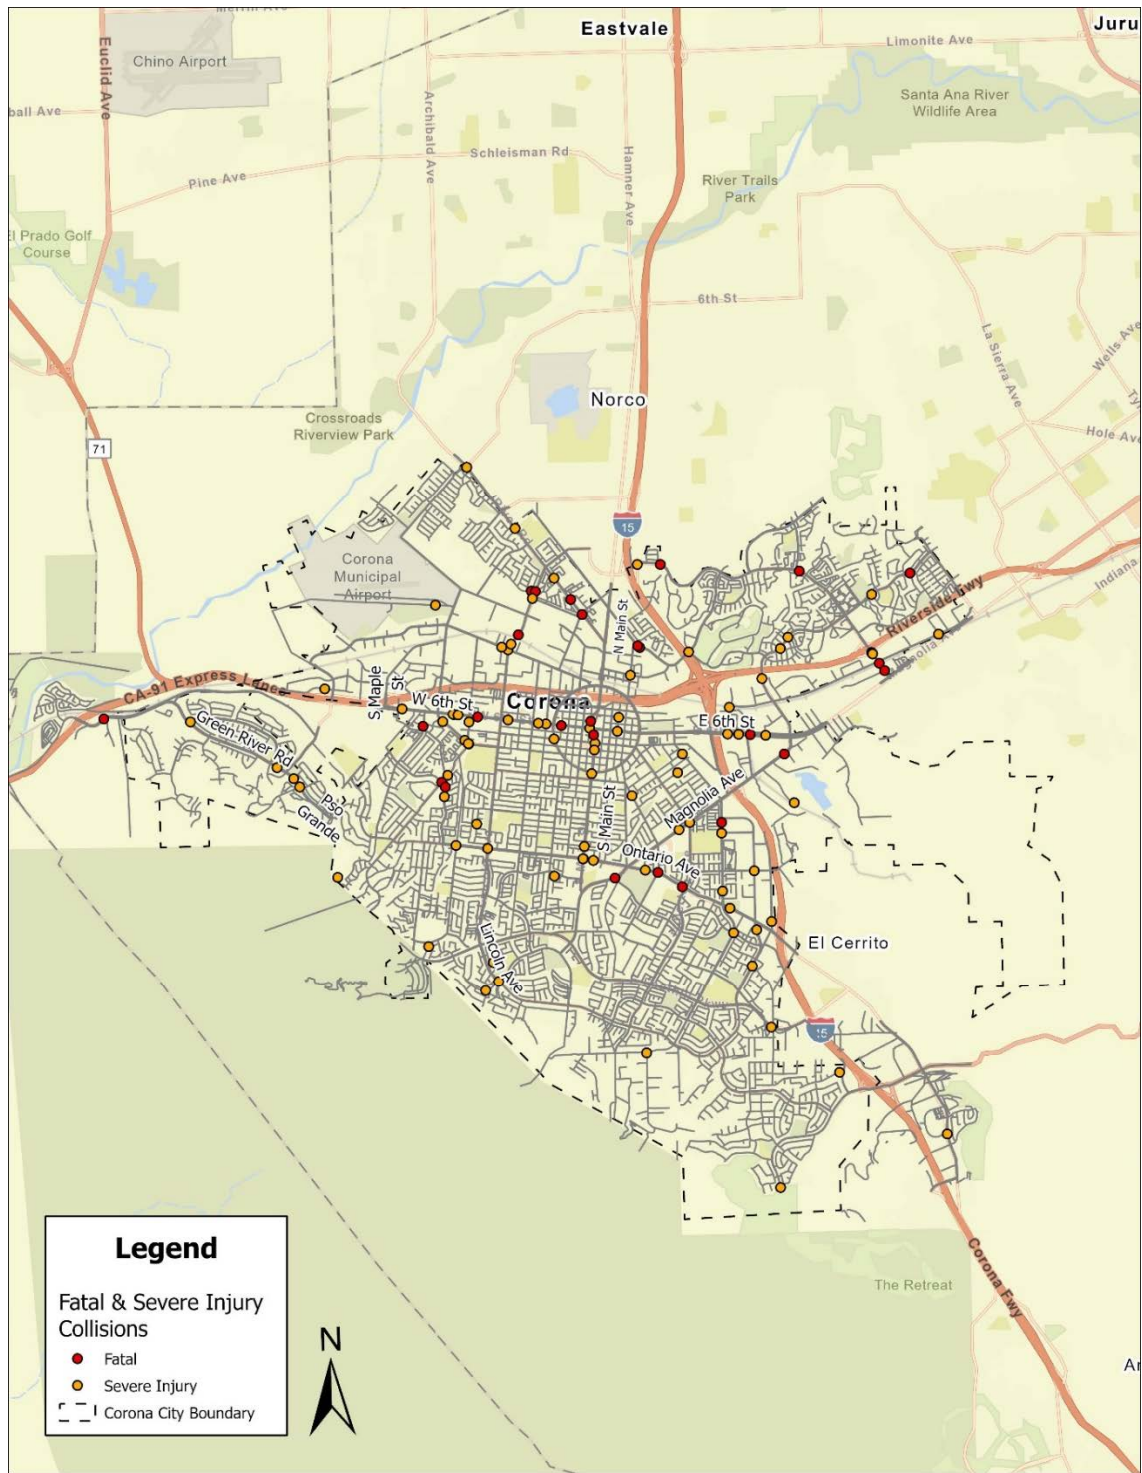 Merrill Ave
Eastvale
Juru
Euclid Ave
Chino Airport
Limonite Ave
Santa Ana River
Wildlife Area
ball Ave
Archibald Ave
Hamner Ave
Schleisman Rd
Pine Ave
River Trails
Park
El Prado Golf
Course
6th St
La Sierra Ave
Wells Ave
Ty
Norco
Crossroads
Riverview Park
Hole Ave
71
15
Corona
Municipal
Airport
Indiana
Riverside Fwy
N Main St
Magnolia
CA-91 Express Lanes
S Maple
St
W 6th St
Corona
E 6th St
Green River Rd
Pso
Grande
S Main St
Magnolia Ave
Ontario Ave
Lincoln Ave
El Cerrito
15
Corona Fwy
The Retreat
Ar
Legend
Fatal & Severe Injury
Collisions
Fatal
Severe Injury
Corona City Boundary
N